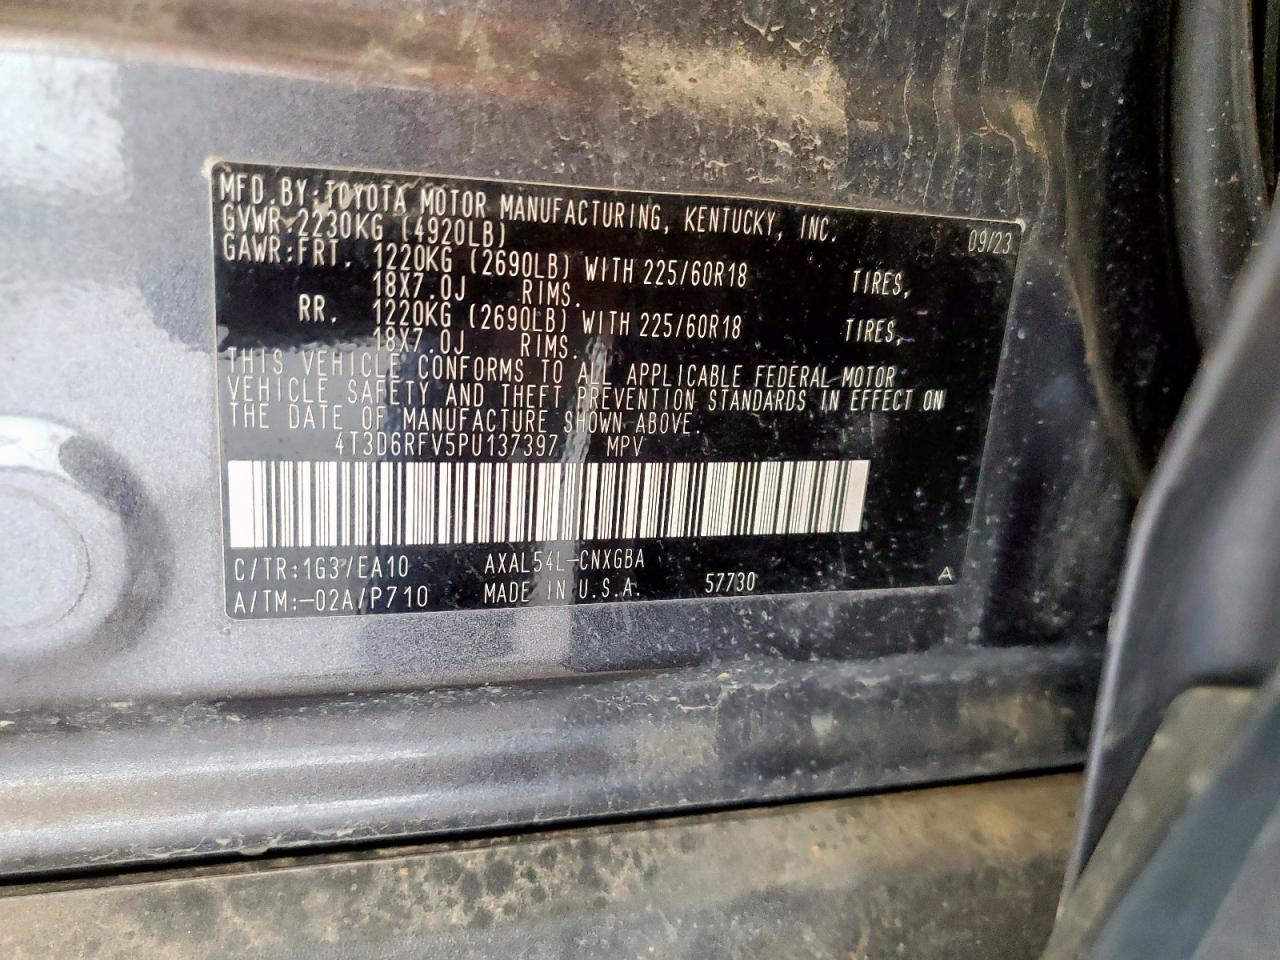 MFD. BY: TOYOTA MOTOR MANUFACTURING, KENTUCKY, INC. 09/23
GVWR 2230KG (4920LB)
GAWR: FRT. 1220KG (2690LB) WITH 225/60R18 TIRES,
18X7.0J RIMS.
RR. 1220KG (2690LB) WITH 225/60R18 TIRES,
18X7.0J RIMS.
THIS VEHICLE CONFORMS TO ALL APPLICABLE FEDERAL MOTOR
VEHICLE SAFETY AND THEFT PREVENTION STANDARDS IN EFFECT ON
THE DATE OF MANUFACTURE SHOWN ABOVE.
4T3D6RFV5PU137397 MPV
C/TR: 1G3 /EA10 AXAL54L-CNXGBA
A/TM:-02A/P710 MADE IN U.S.A. 57730 A